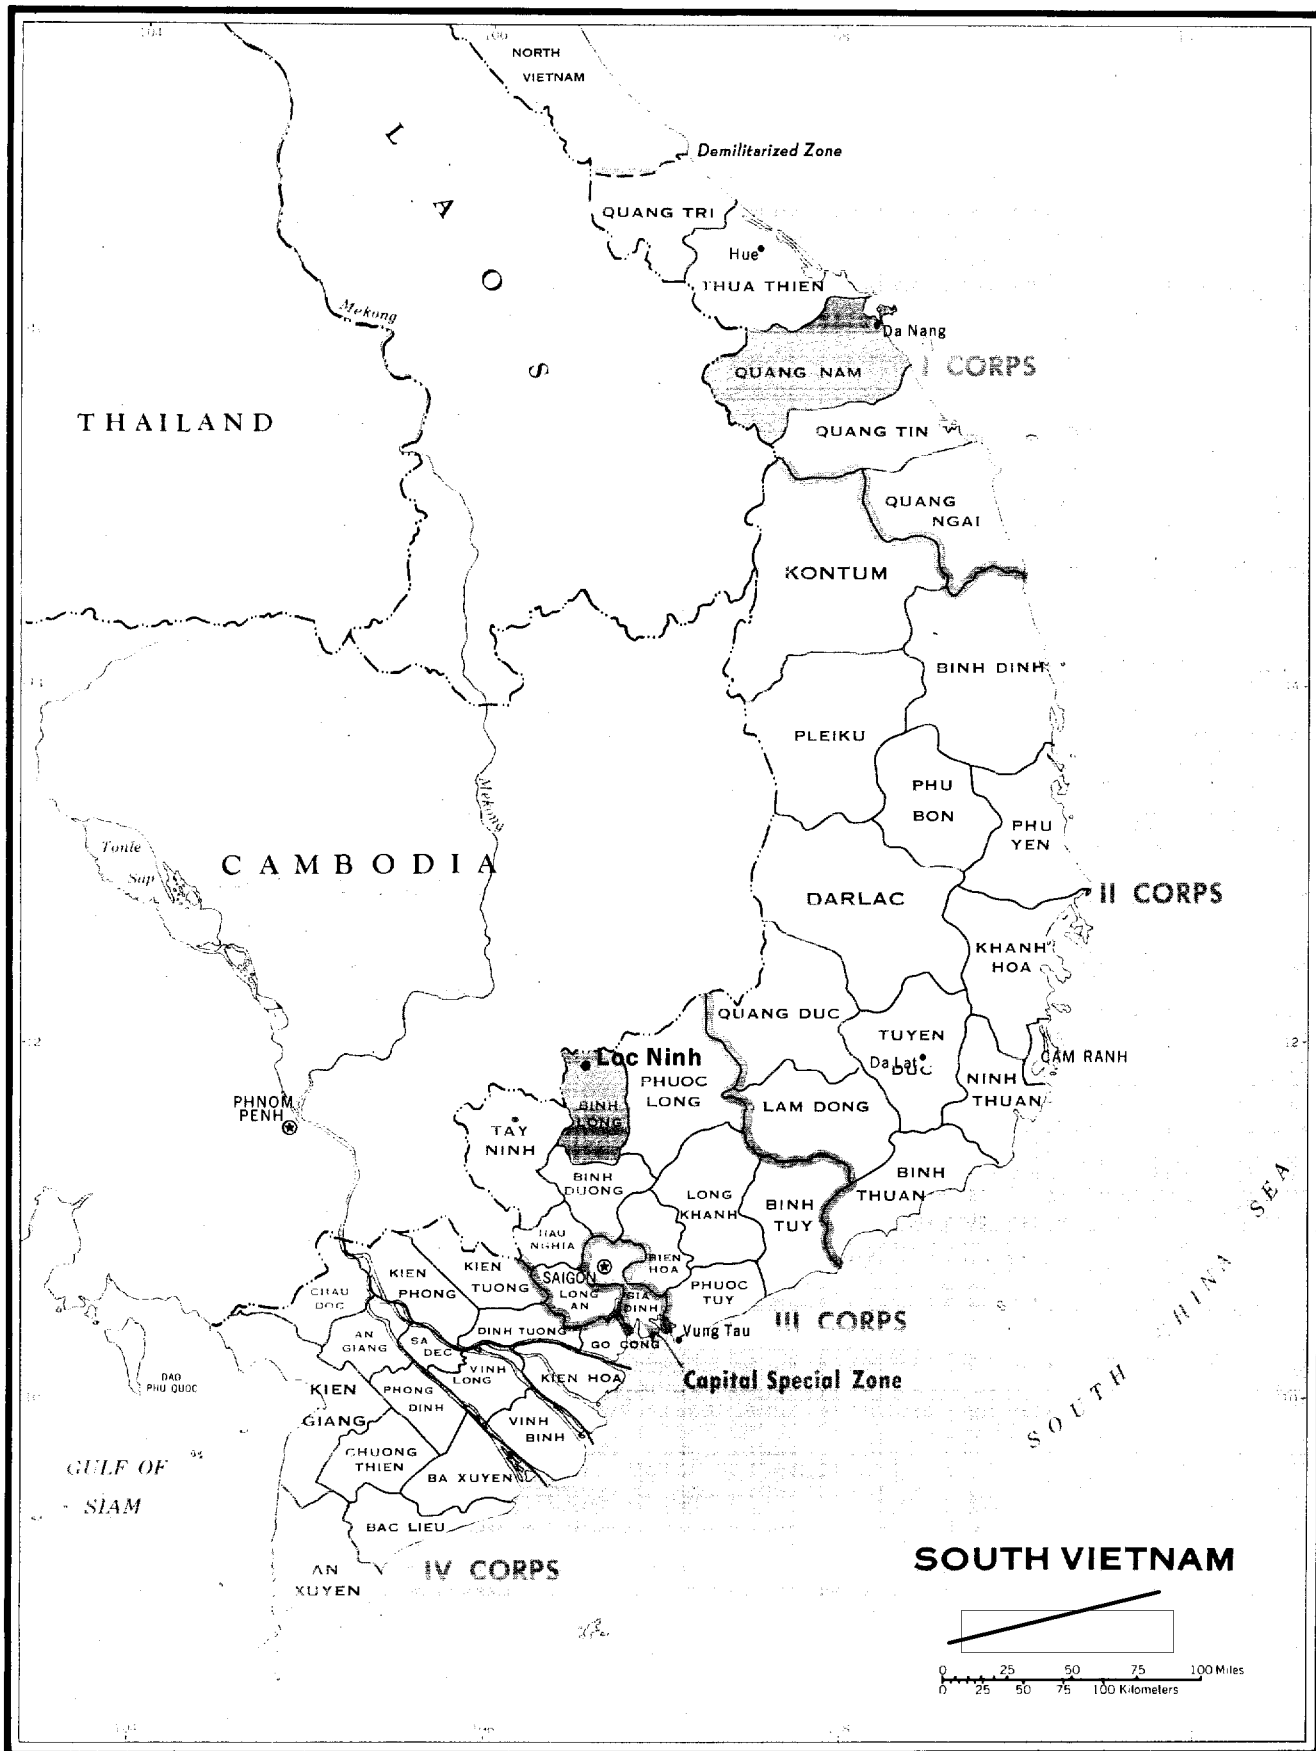 104
106
NORTH
VIETNAM
L
A
O
S
Demilitarized Zone
QUANG TRI
Hue
THUA THIEN
Mekong
Da Nang
QUANG NAM
I CORPS
THAILAND
QUANG TIN
QUANG
NGAI
KONTUM
BINH DINH
14
PLEIKU
Mekong
PHU
BON
PHU
YEN
Tonle
Sap
CAMBODIA
DARLAC
II CORPS
KHANH
HOA
QUANG DUC
TUYEN
DUC
Da Lat
12
12
CAM RANH
Loc Ninh
PHUOC
LONG
NINH
THUAN
PHNOM
PENH
BINH
LONG
LAM DONG
TAY
NINH
BINH
DUONG
LONG
KHANH
BINH
TUY
BINH
THUAN
HAU
NGHIA
BIEN
HOA
SOUTH CHINA SEA
KIEN
PHONG
KIEN
TUONG
SAIGON
LONG
AN
GIA
DINH
PHUOC
TUY
CHAU
DOC
III CORPS
AN
GIANG
SA
DEC
DINH TUONG
GO CONG
Vung Tau
DAO
PHU QUOC
KIEN
GIANG
PHONG
DINH
VINH
LONG
KIEN HOA
Capital Special Zone
VINH
BINH
CHUONG
THIEN
BA XUYEN
GULF OF
SIAM
BAC LIEU
AN
XUYEN
IV CORPS
SOUTH VIETNAM
0 25 50 75 100 Miles
0 25 50 75 100 Kilometers